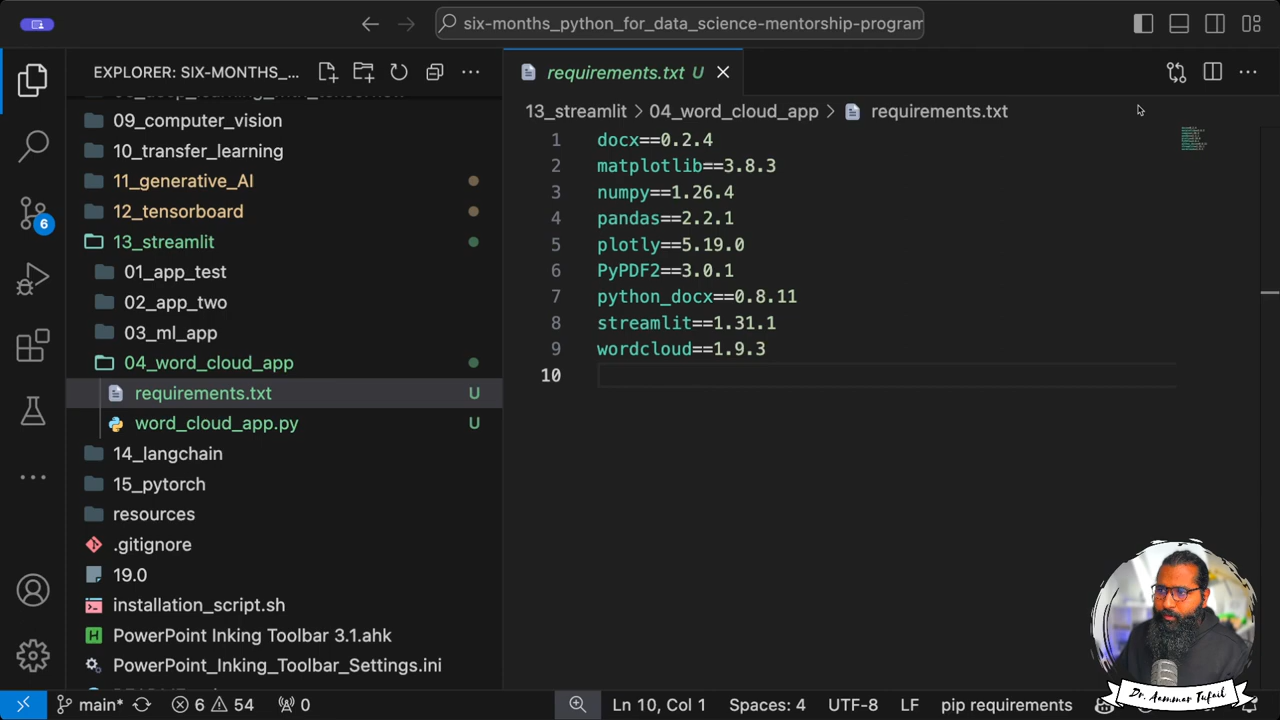 six-months_python_for_data_science-mentorship-program
EXPLORER: SIX-MONTHS_...
requirements.txt U
13_streamlit > 04_word_cloud_app > requirements.txt
09_computer_vision
10_transfer_learning
11_generative_AI
12_tensorboard
13_streamlit
01_app_test
02_app_two
03_ml_app
04_word_cloud_app
requirements.txt U
word_cloud_app.py U
14_langchain
15_pytorch
resources
.gitignore
19.0
installation_script.sh
PowerPoint Inking Toolbar 3.1.ahk
PowerPoint_Inking_Toolbar_Settings.ini
6
1 docx==0.2.4
2 matplotlib==3.8.3
3 numpy==1.26.4
4 pandas==2.2.1
5 plotly==5.19.0
6 PyPDF2==3.0.1
7 python_docx==0.8.11
8 streamlit==1.31.1
9 wordcloud==1.9.3
10
Dr. Aammar Tufail
main* 6 54 0 Ln 10, Col 1 Spaces: 4 UTF-8 LF pip requirements